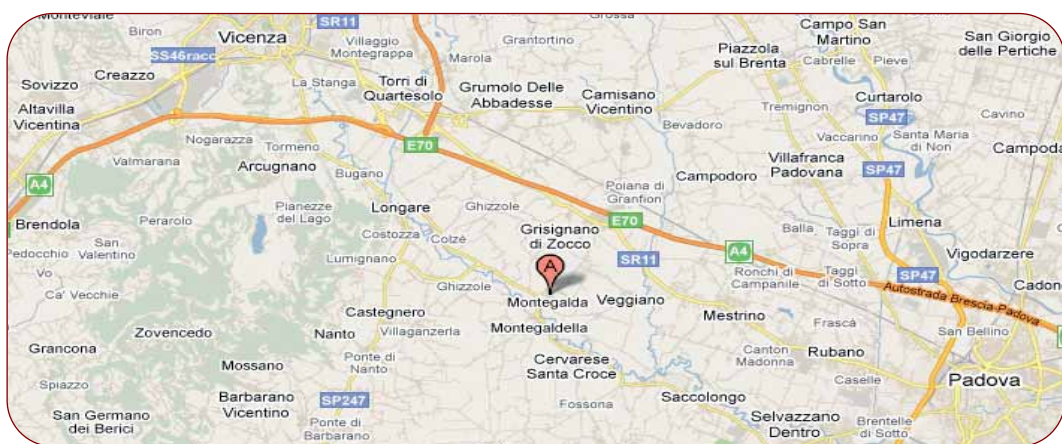 Monteviale
Biron
SR11
Grossa
Campo San
Martino
San Giorgio
delle Pertiche
Vicenza
Villaggio
Montegrappa
Grantortino
SS46racc
Marola
Piazzola
sul Brenta
Cabrelle
Pieve
Sovizzo
Creazzo
La Stanga
Torri di
Quartesolo
Grumolo Delle
Abbadesse
Camisano
Vicentino
Curtarolo
Altavilla
Vicentina
Tremignon
Cavino
SP47
Bevadoro
Vaccarino
Santa Maria
di Non
Nogarazza
Tormeno
E70
Valmarana
Arcugnano
Bugano
Villafranca
Padovana
SP47
Campoda
A4
Poiana di
Granfion
Campodoro
Brendola
Perarolo
Pianezze
del Lago
Longare
Ghizzole
E70
Limena
Costozza
Colzè
Grisignano
di Zocco
Balla
Taggi di
Sopra
San
Valentino
Pedocchio
Lumignano
A
SR11
A4
Vigodarzere
Vo
Ronchi di
Campanile
Taggi
di Sotto
SP47
Ca' Vecchie
Ghizzole
Autostrada Brescia-Padova
Cadon
Montegalda
Veggiano
Castegnero
Mestrino
Zovencedo
Nanto
Villaganzerla
Montegaldella
Frascà
San Bellino
Grancona
Mossano
Ponte di
Nanto
Cervarese
Santa Croce
Canton
Madonna
Rubano
Spiazzo
Caselle
Padova
Barbarano
Vicentino
SP247
Fossona
Saccolongo
San Germano
dei Berici
Ponte di
Barbarano
Selvazzano
Dentro
Brentelle
di Sotto